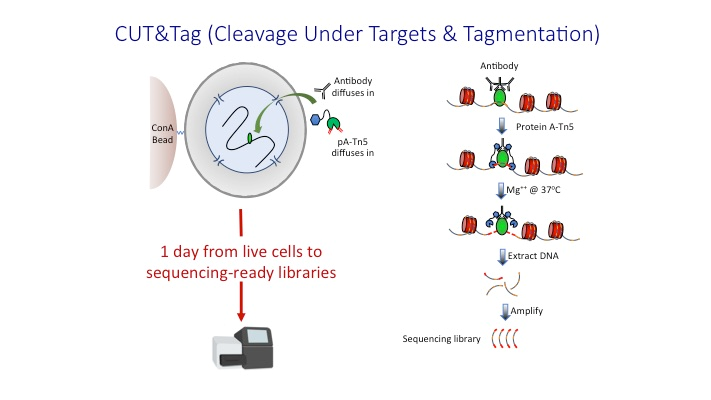 CUT&Tag (Cleavage Under Targets & Tagmentation)
Antibody
diffuses in
ConA
Bead
pA-Tn5
diffuses in
1 day from live cells to
sequencing-ready libraries
Antibody
Protein A-Tn5
Mg⁺⁺ @ 37⁰C
Extract DNA
Amplify
Sequencing library